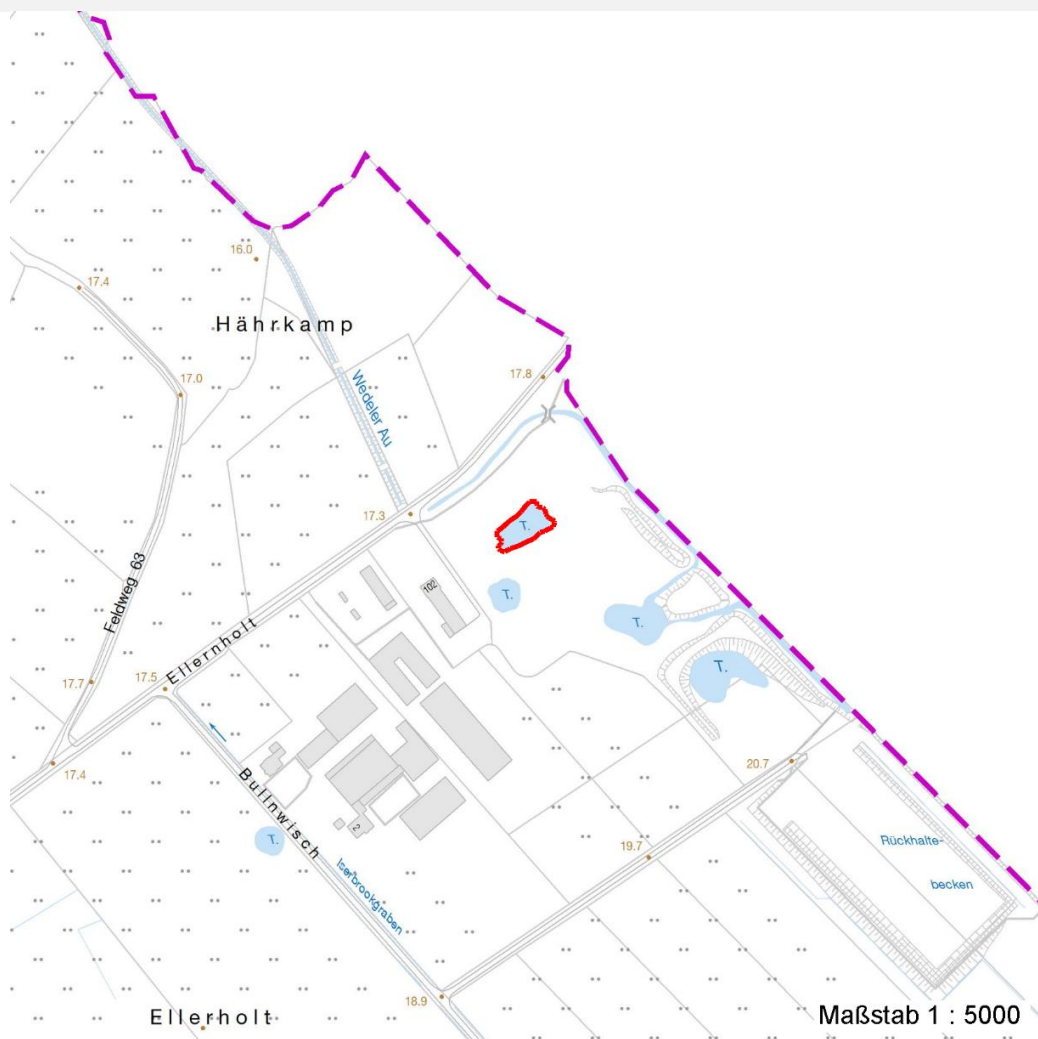 16.0
17.4
Hährkamp
17.8
17.0
Wedeler Au
17.3
T.
Feldweg 63
102
T.
T.
Ellernholt
T.
17.7
17.5
20.7
17.4
Bullnwisch
2
T.
19.7
Rückhalte-
becken
Iserbrookgraben
18.9
Ellerholt
Maßstab 1 : 5000